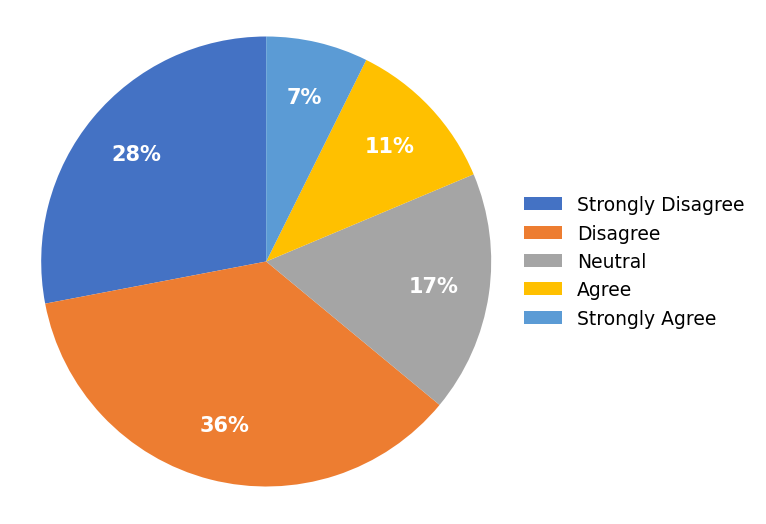 7%
11%
28%
17%
36%
Strongly Disagree
Disagree
Neutral
Agree
Strongly Agree